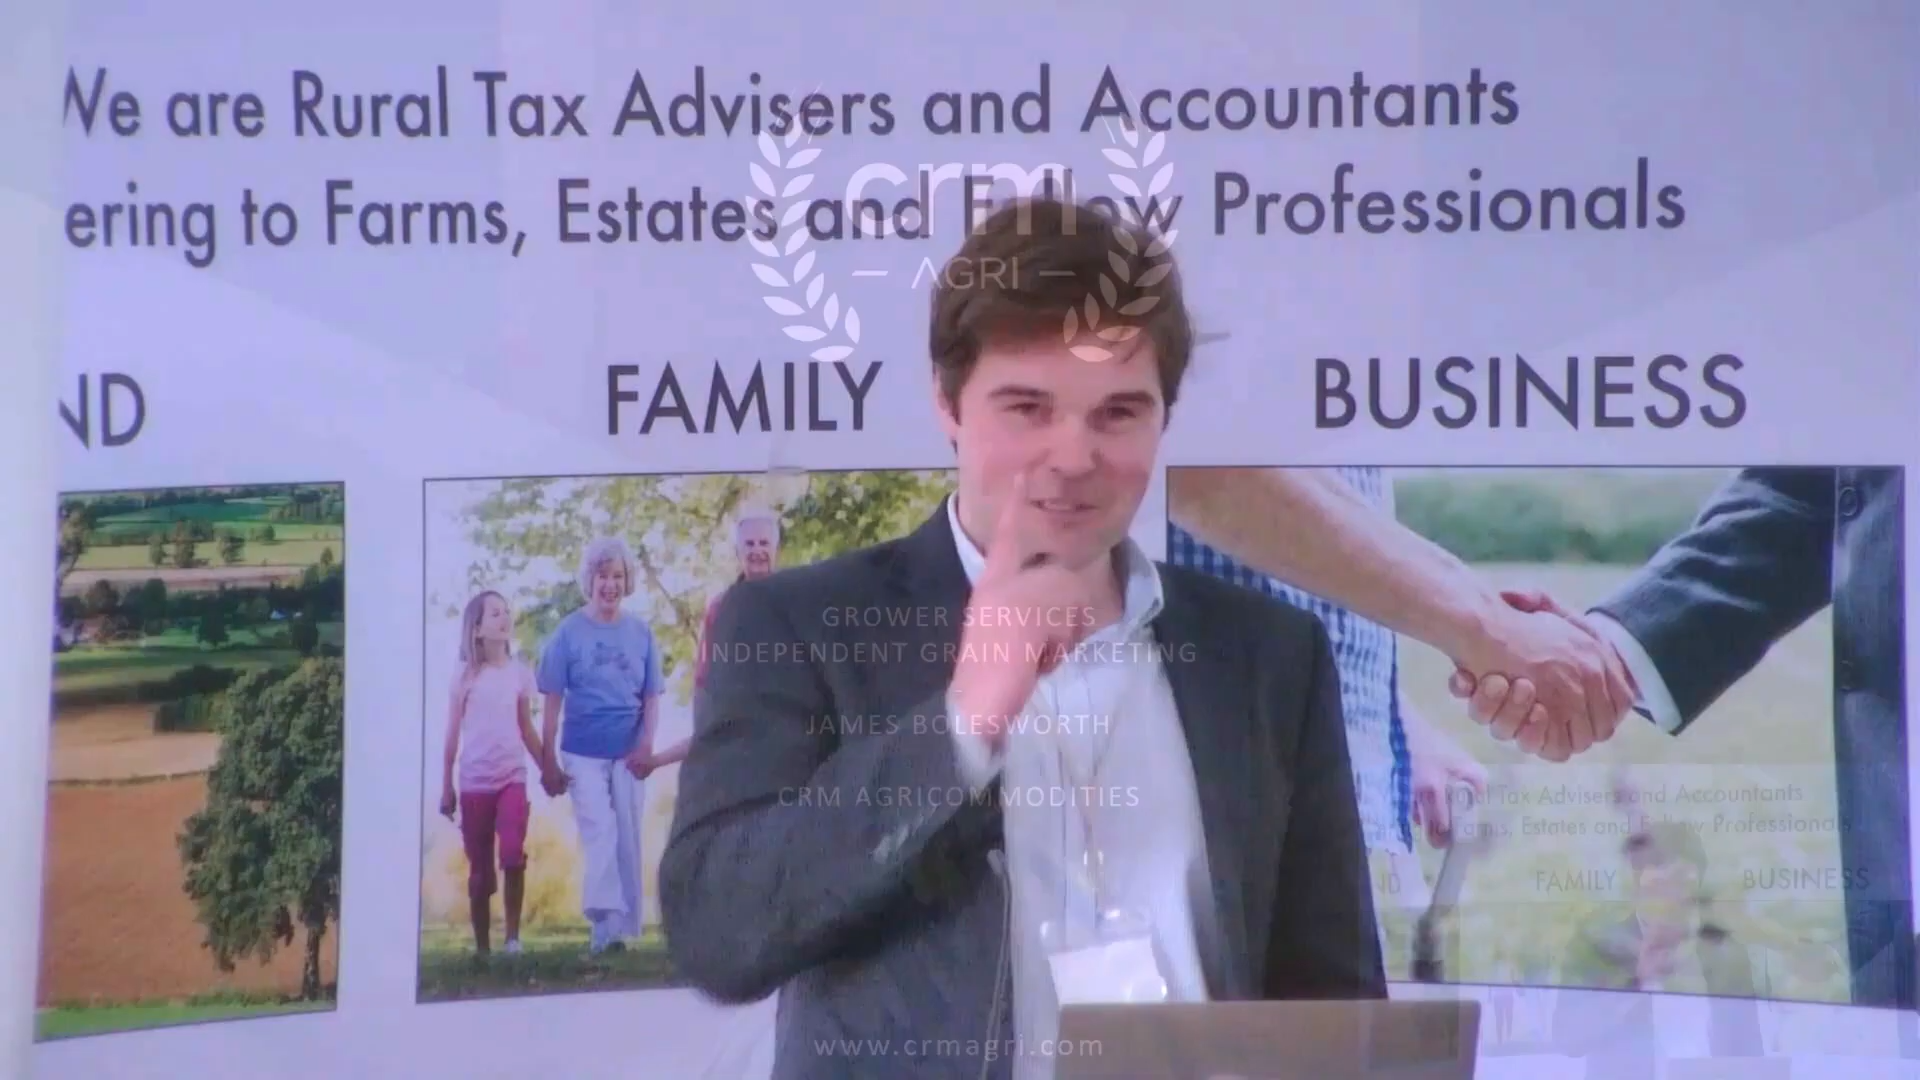 We are Rural Tax Advisers and Accountants
ering to Farms, Estates and Fellow Professionals
crm
AGRI
ND
FAMILY
BUSINESS
GROWER SERVICES
INDEPENDENT GRAIN MARKETING
JAMES BOLESWORTH
CRM AGRICOMMODITIES
Rural Tax Advisers and Accountants
to Farms, Estates and Fellow Professionals
ND
FAMILY
BUSINESS
www.crmagri.com